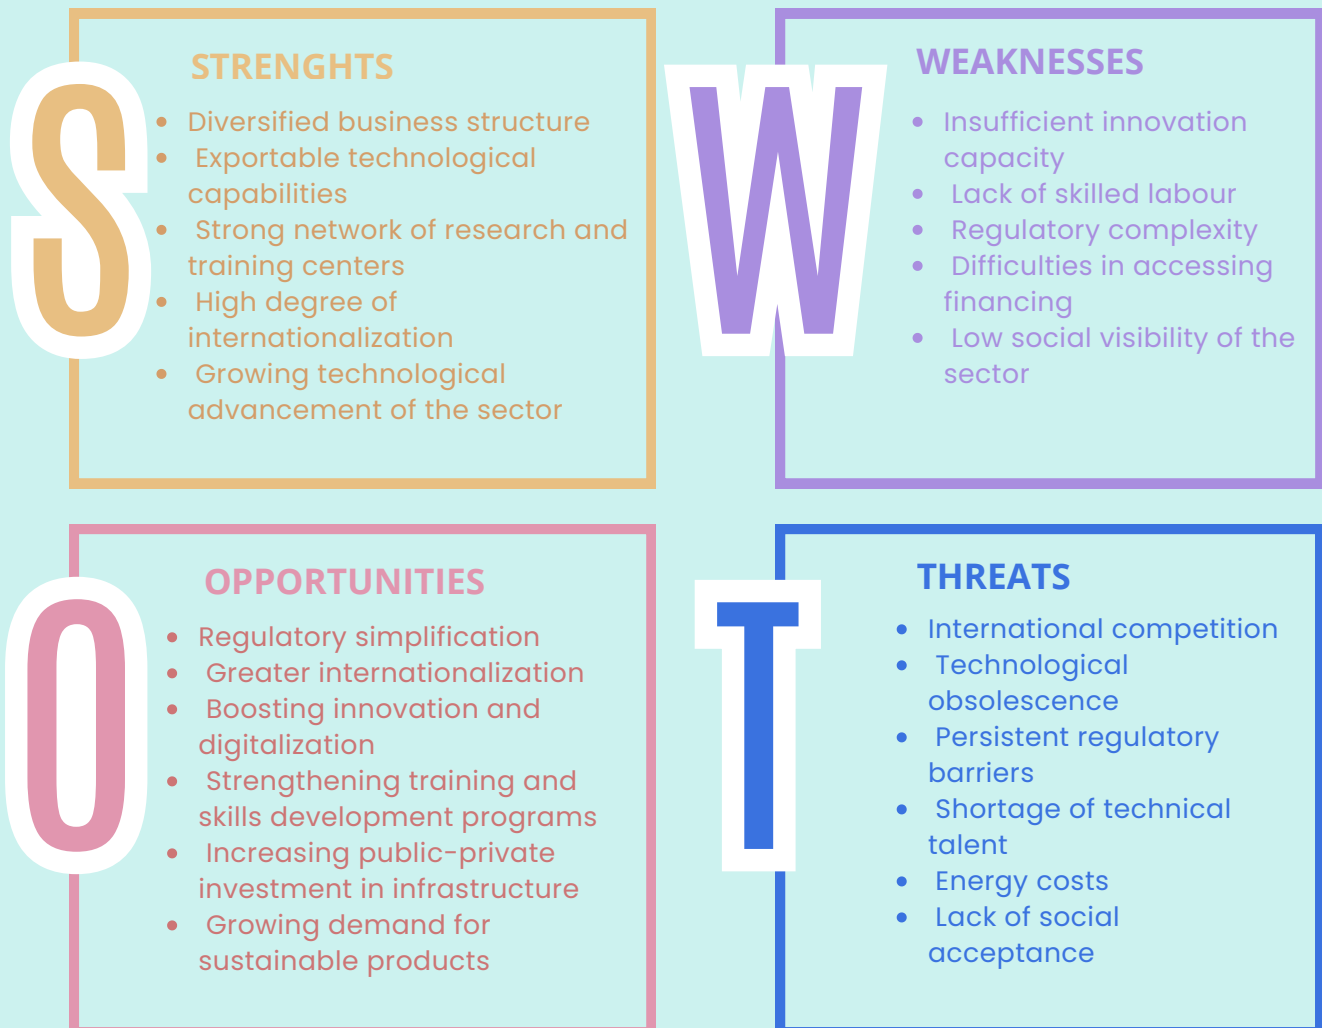 S
STRENGHTS
• Diversified business structure
• Exportable technological
capabilities
• Strong network of research and
training centers
• High degree of
internationalization
• Growing technological
advancement of the sector
W
WEAKNESSES
• Insufficient innovation
capacity
• Lack of skilled labour
• Regulatory complexity
• Difficulties in accessing
financing
• Low social visibility of the
sector
O
OPPORTUNITIES
• Regulatory simplification
• Greater internationalization
• Boosting innovation and
digitalization
• Strengthening training and
skills development programs
• Increasing public-private
investment in infrastructure
• Growing demand for
sustainable products
T
THREATS
• International competition
• Technological
obsolescence
• Persistent regulatory
barriers
• Shortage of technical
talent
• Energy costs
• Lack of social
acceptance